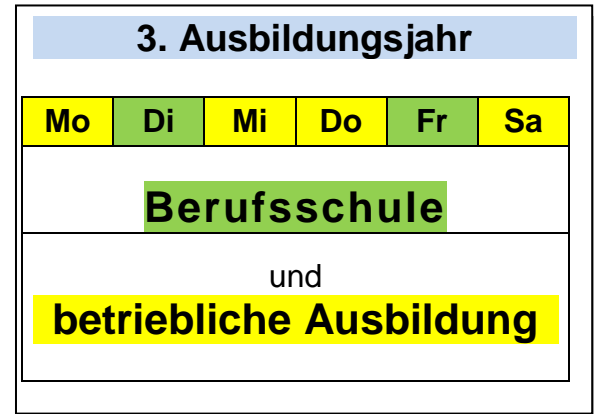 3. Ausbildungsjahr
Mo Di Mi Do Fr Sa
Berufsschule
und
betriebliche Ausbildung